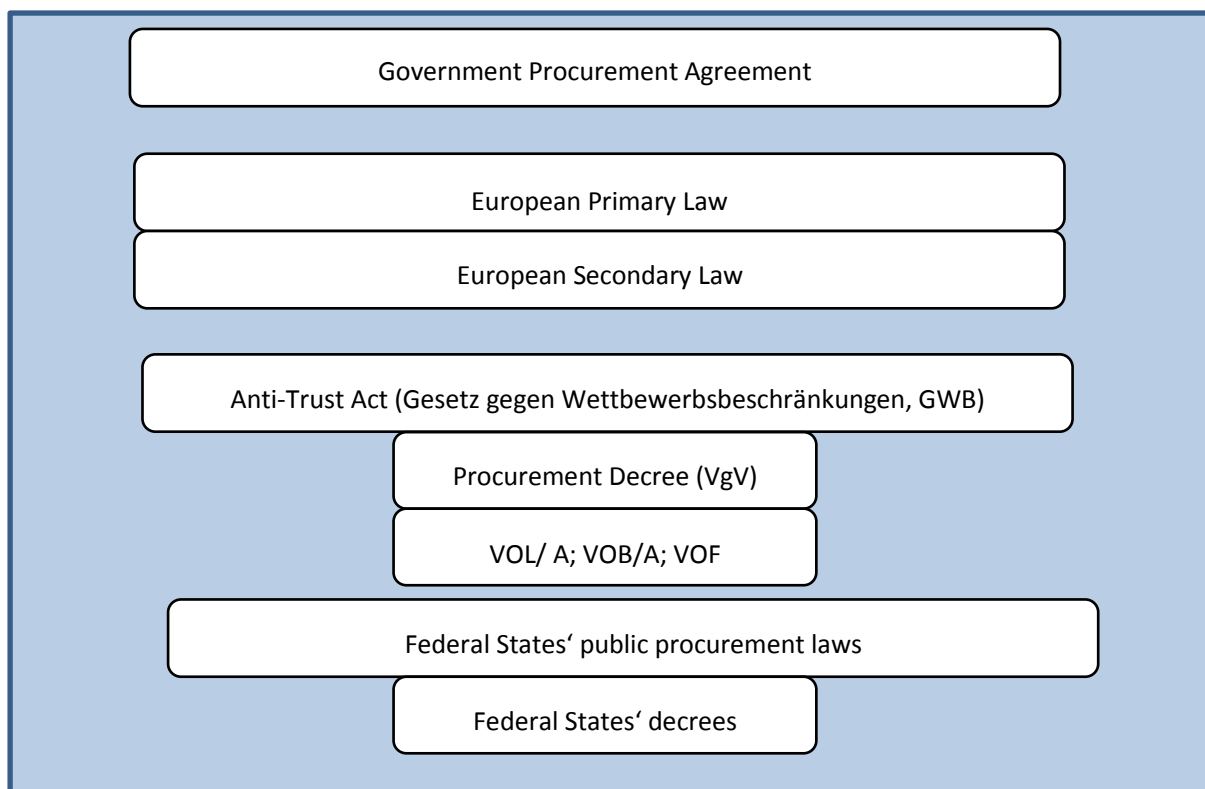 Government Procurement Agreement
European Primary Law
European Secondary Law
Anti-Trust Act (Gesetz gegen Wettbewerbsbeschränkungen, GWB)
Procurement Decree (VgV)
VOL/ A; VOB/A; VOF
Federal States‘ public procurement laws
Federal States‘ decrees